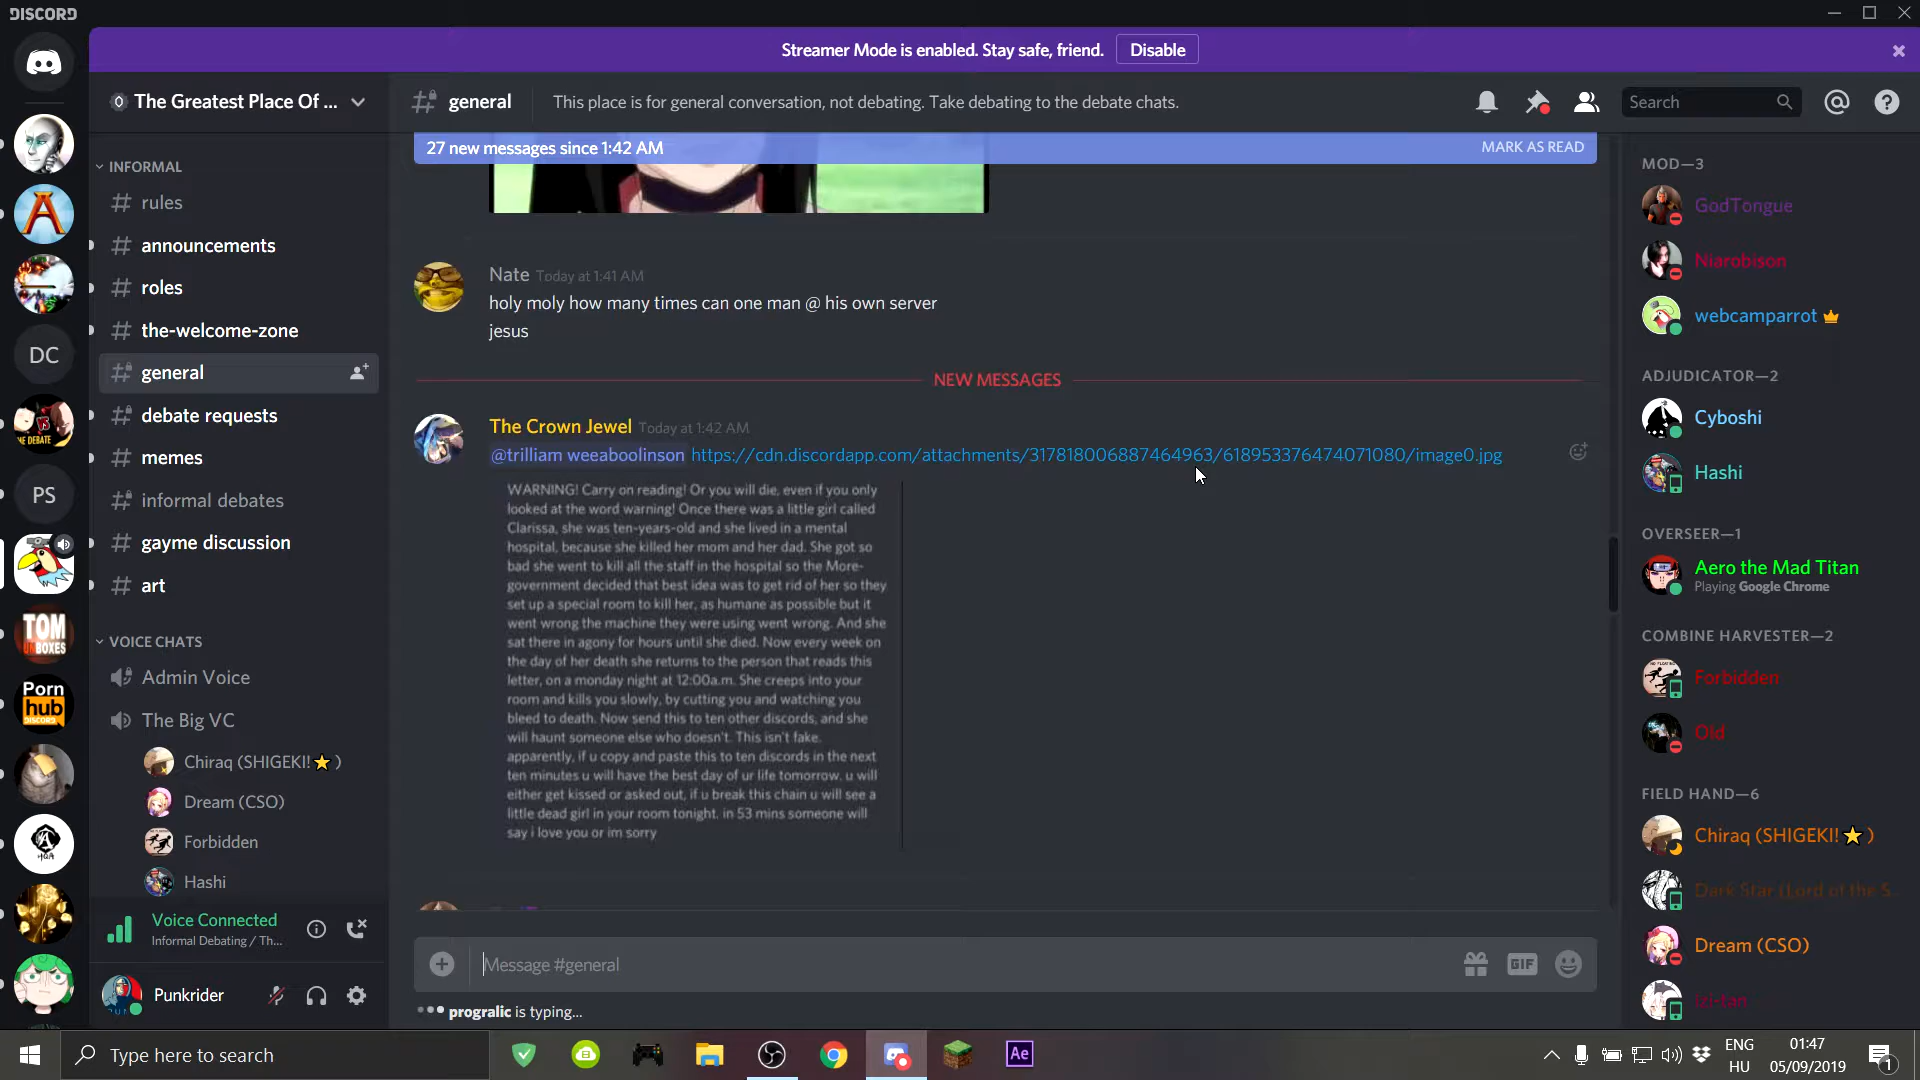 DISCORD
Streamer Mode is enabled. Stay safe, friend.
Disable
The Greatest Place Of ...
general
This place is for general conversation, not debating. Take debating to the debate chats.
Search
27 new messages since 1:42 AM
MARK AS READ
INFORMAL
rules
announcements
roles
the-welcome-zone
general
debate requests
memes
informal debates
gayme discussion
art
VOICE CHATS
Admin Voice
The Big VC
Chiraq (SHIGEKI!⭐)
Dream (CSO)
Forbidden
Hashi
Voice Connected
Informal Debating / Th...
Punkrider
DC
VS
THE DEBATE
PS
TOM
UNBOXES
Porn
hub
DISCORD
Nate Today at 1:41 AM
holy moly how many times can one man @ his own server
jesus
NEW MESSAGES
The Crown Jewel Today at 1:42 AM
@trilliam weeaboolinson https://cdn.discordapp.com/attachments/317818006887464963/618953376474071080/image0.jpg
WARNING! Carry on reading! Or you will die, even if you only
looked at the word warning! Once there was a little girl called
Clarissa, she was ten-years-old and she lived in a mental
hospital, because she killed her mom and her dad. She got so
bad she went to kill all the staff in the hospital so the More-
government decided that best idea was to get rid of her so they
set up a special room to kill her, as humane as possible but it
went wrong the machine they were using went wrong. And she
sat there in agony for hours until she died. Now every week on
the day of her death she returns to the person that reads this
letter, on a monday night at 12:00a.m. She creeps into your
room and kills you slowly, by cutting you and watching you
bleed to death. Now send this to ten other discords, and she
will haunt someone else who doesn't. This isn't fake.
apparently, if u copy and paste this to ten discords in the next
ten minutes u will have the best day of ur life tomorrow. u will
either get kissed or asked out, if u break this chain u will see a
little dead girl in your room tonight. in 53 mins someone will
say i love you or im sorry
Message #general
GIF
progralic is typing...
MOD—3
GodTongue
Niarobison
webcamparrot
ADJUDICATOR—2
Cyboshi
Hashi
OVERSEER—1
Aero the Mad Titan
Playing Google Chrome
COMBINE HARVESTER—2
Forbidden
Old
FIELD HAND—6
Chiraq (SHIGEKI!⭐)
Dark Star (Lord of the S...
Dream (CSO)
Izi-tan
Type here to search
Ae
ENG
HU
01:47
05/09/2019
1